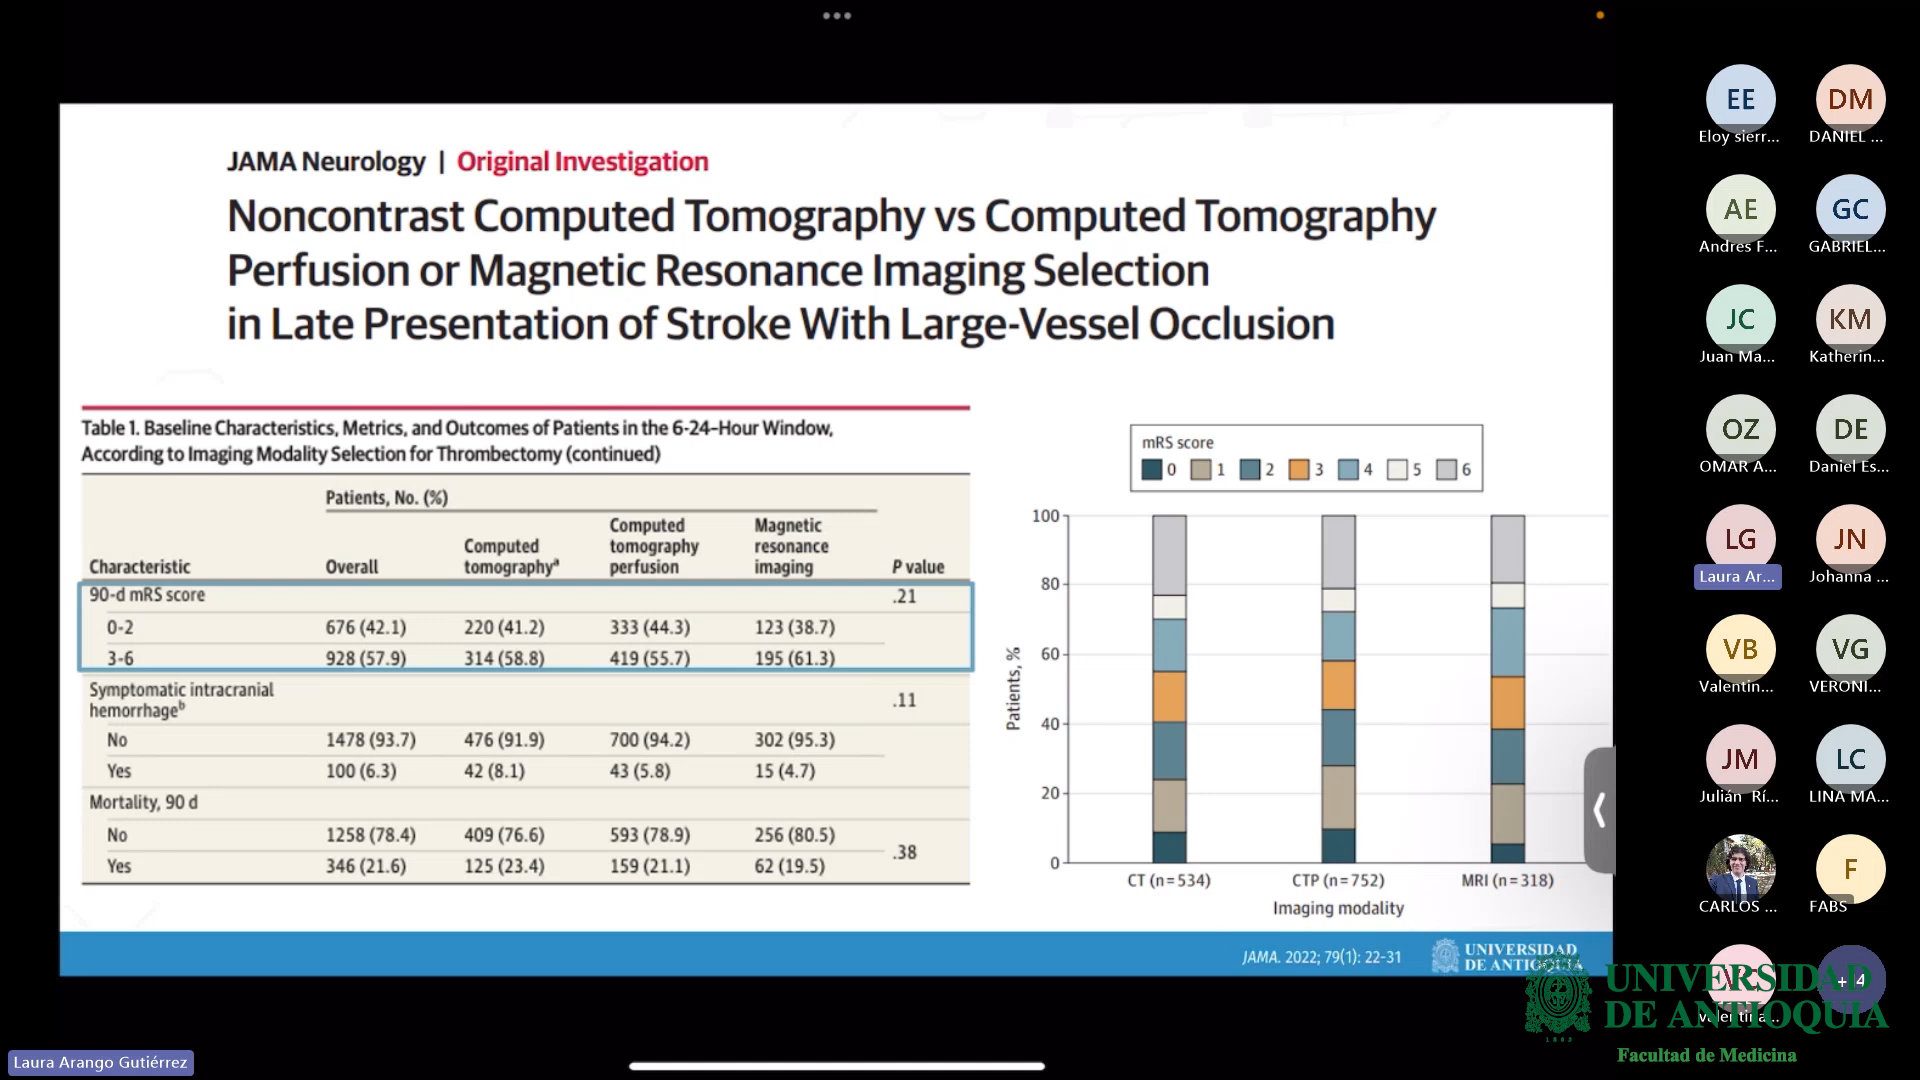 JAMA Neurology | Original Investigation
Noncontrast Computed Tomography vs Computed Tomography
Perfusion or Magnetic Resonance Imaging Selection
in Late Presentation of Stroke With Large-Vessel Occlusion
Table 1. Baseline Characteristics, Metrics, and Outcomes of Patients in the 6-24-Hour Window,
According to Imaging Modality Selection for Thrombectomy (continued)
Patients, No. (%)
Characteristic Overall Computed tomographyᵃ Computed tomography perfusion Magnetic resonance imaging P value
90-d mRS score .21
0-2 676 (42.1) 220 (41.2) 333 (44.3) 123 (38.7)
3-6 928 (57.9) 314 (58.8) 419 (55.7) 195 (61.3)
Symptomatic intracranial
hemorrhageᵇ .11
No 1478 (93.7) 476 (91.9) 700 (94.2) 302 (95.3)
Yes 100 (6.3) 42 (8.1) 43 (5.8) 15 (4.7)
Mortality, 90 d
No 1258 (78.4) 409 (76.6) 593 (78.9) 256 (80.5)
.38
Yes 346 (21.6) 125 (23.4) 159 (21.1) 62 (19.5)
mRS score
0 1 2 3 4 5 6
100
80
60
40
20
0
Patients, %
CT (n=534) CTP (n=752) MRI (n=318)
Imaging modality
JAMA. 2022; 79(1): 22-31
UNIVERSIDAD
DE ANTIOQUIA
EE DM
Eloy sierr... DANIEL ...
AE GC
Andres F... GABRIEL...
JC KM
Juan Ma... Katherin...
OZ DE
OMAR A... Daniel Es...
LG JN
Laura Ar... Johanna ...
VB VG
Valentin... VERONI...
JM LC
Julián Rí... LINA MA...
F
CARLOS ... FABS
valentina...
UNIVERSIDAD
DE ANTIOQUIA
1803
Facultad de Medicina
Laura Arango Gutiérrez